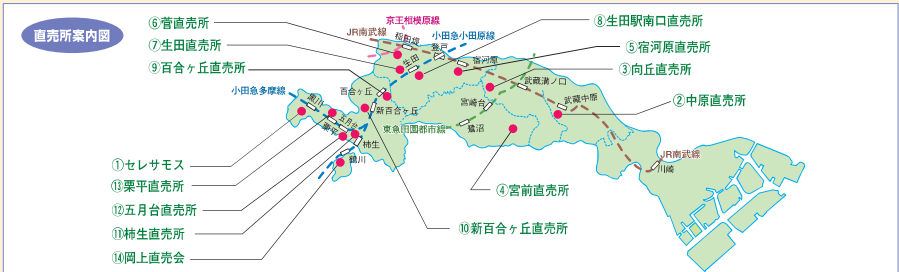 直売所案内図
⑥菅直売所
⑦生田直売所
⑨百合ヶ丘直売所
京王相模原線
JR南武線
小田急小田原線
稲田堤
登戸
生田
宿河原
⑧生田駅南口直売所
⑤宿河原直売所
③向丘直売所
②中原直売所
小田急多摩線
黒川
百合ヶ丘
新百合ヶ丘
五月台
栗平
柿生
鶴川
武蔵溝ノ口
武蔵中原
宮崎台
鷺沼
東急田園都市線
JR南武線
川崎
①セレサモス
⑬栗平直売所
⑫五月台直売所
⑪柿生直売所
⑭岡上直売会
④宮前直売所
⑩新百合ヶ丘直売所